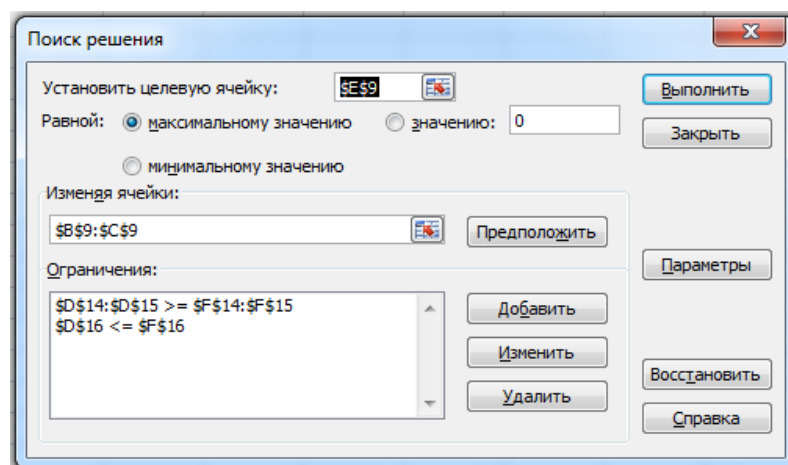 Поиск решения
Установить целевую ячейку: $E$9
Выполнить
Равной: максимальному значению значению: 0
Закрыть
минимальному значению
Изменяя ячейки:
$B$9:$C$9
Предположить
Параметры
Ограничения:
$D$14:$D$15 >= $F$14:$F$15
$D$16 <= $F$16
Добавить
Изменить
Удалить
Восстановить
Справка